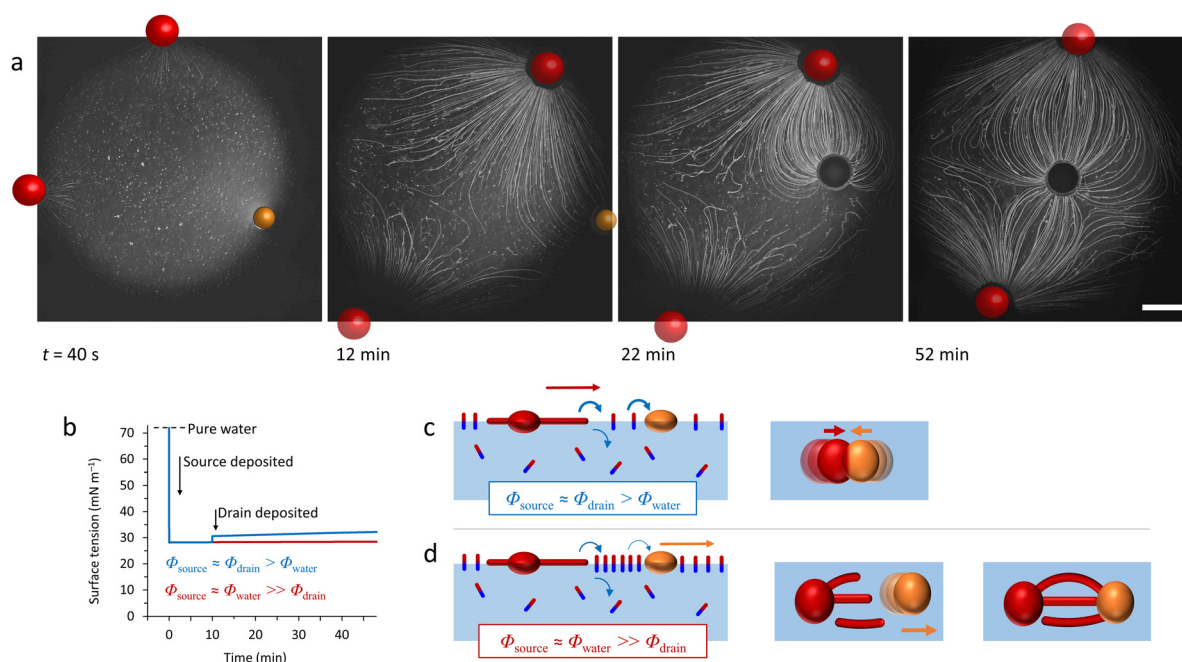 a
t = 40 s
12 min
22 min
52 min
b
Surface tension (mN m⁻¹)
70
60
50
40
30
20
10
0
Pure water
Source deposited
Drain deposited
Φsource ≈ Φdrain > Φwater
Φsource ≈ Φwater >> Φdrain
0
10
20
30
40
Time (min)
c
Φsource ≈ Φdrain > Φwater
d
Φsource ≈ Φwater >> Φdrain